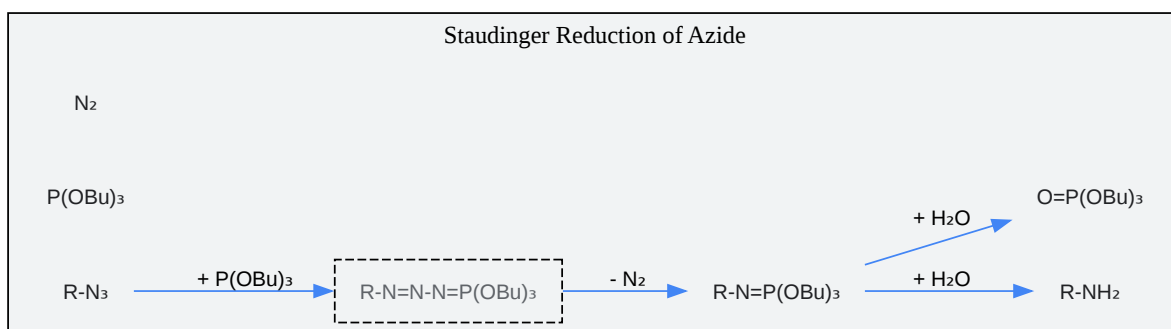 Staudinger Reduction of Azide
N₂
P(OBu)₃
O=P(OBu)₃
+ H₂O
R-N₃
+ P(OBu)₃
R-N=N-N=P(OBu)₃
- N₂
R-N=P(OBu)₃
+ H₂O
R-NH₂